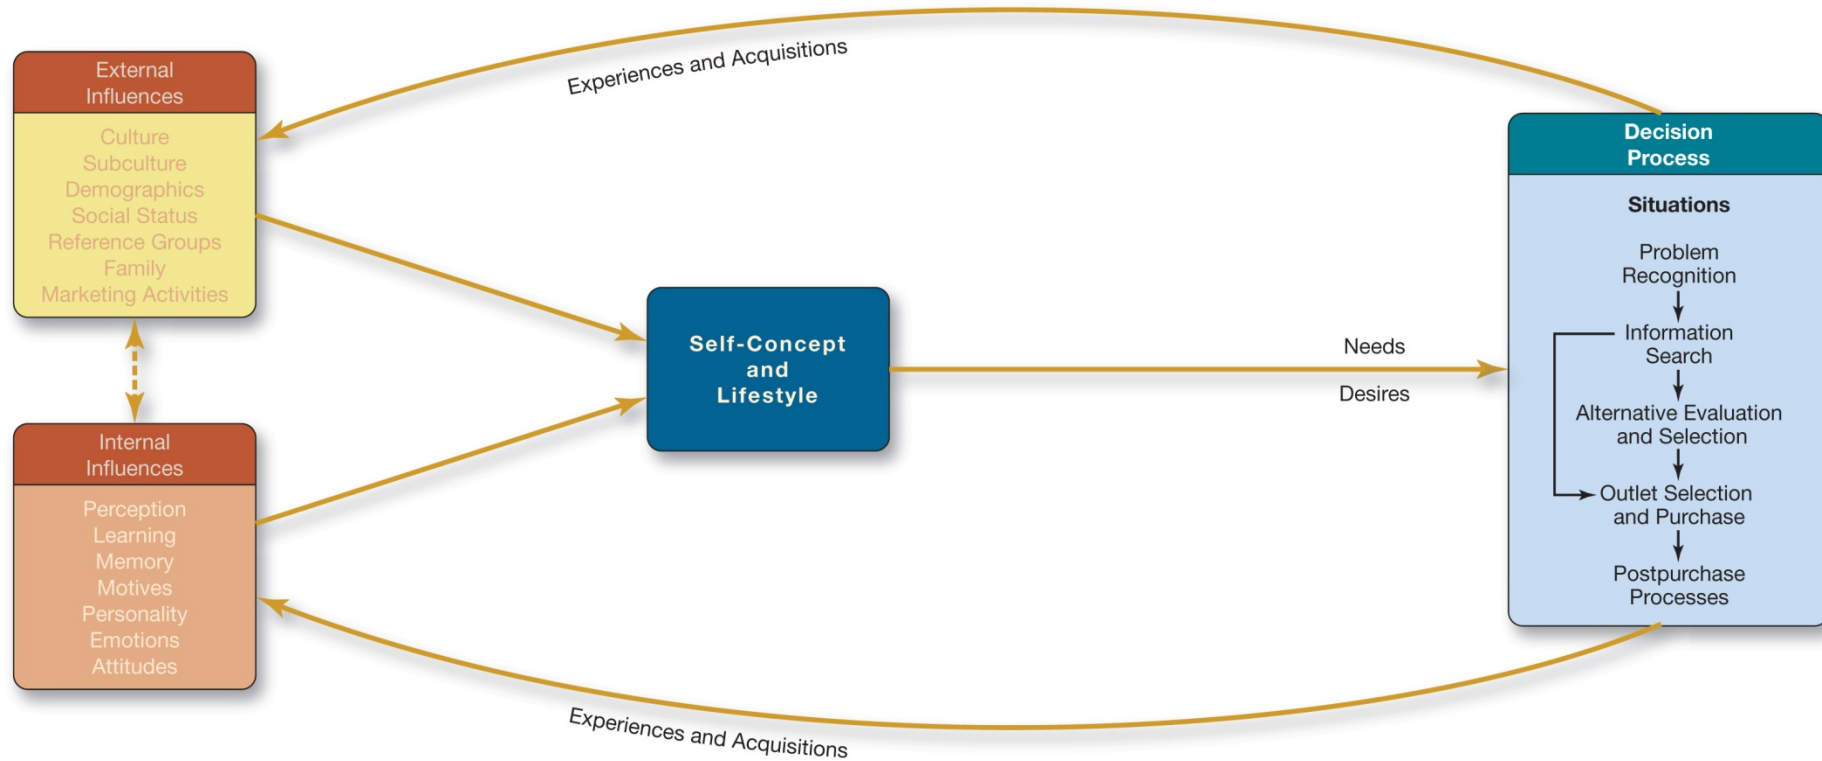 Experiences and Acquisitions
External
Influences
Culture
Subculture
Demographics
Social Status
Reference Groups
Family
Marketing Activities
Internal
Influences
Perception
Learning
Memory
Motives
Personality
Emotions
Attitudes
Self-Concept
and
Lifestyle
Needs
Desires
Decision
Process
Situations
Problem
Recognition
Information
Search
Alternative Evaluation
and Selection
Outlet Selection
and Purchase
Postpurchase
Processes
Experiences and Acquisitions